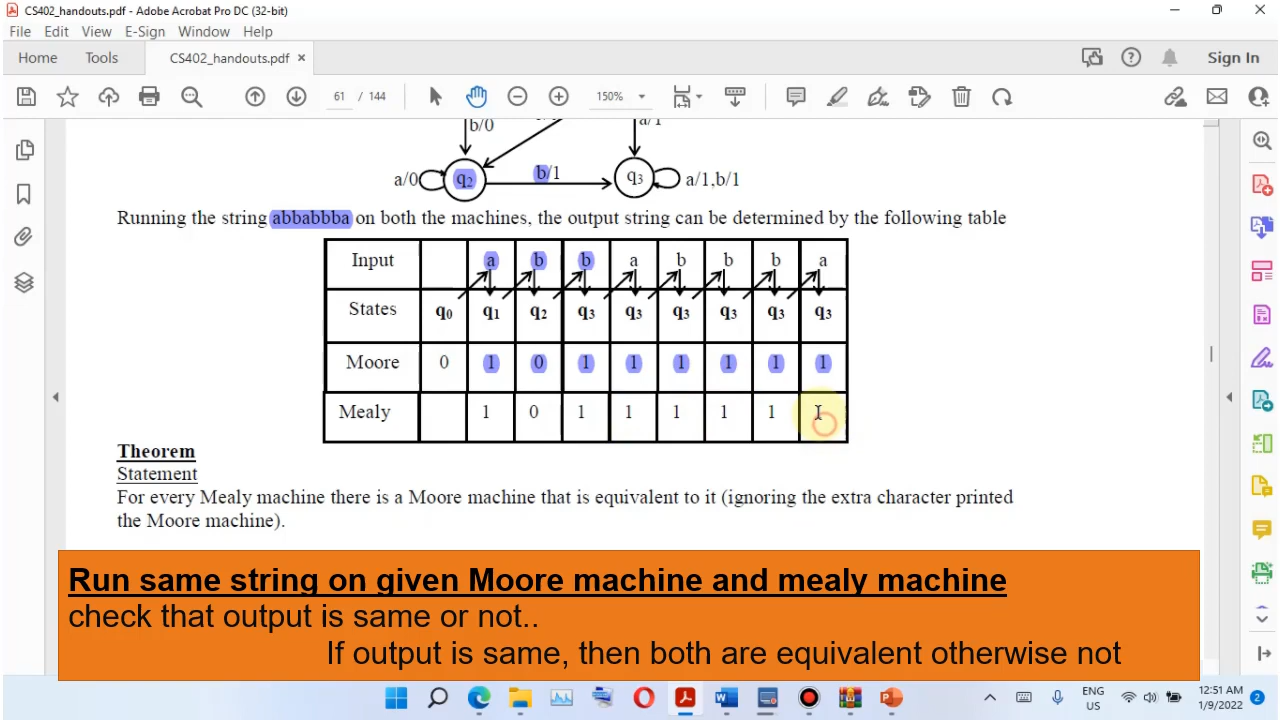 CS402_handouts.pdf - Adobe Acrobat Pro DC (32-bit)
File Edit View E-Sign Window Help
Home Tools CS402_handouts.pdf × Sign In
61 / 144 150%
b/0 a/1
a/0 q2 b/1 q3 a/1,b/1
Running the string abbabbba on both the machines, the output string can be determined by the following table
Input a b b a b b b a
States q0 q1 q2 q3 q3 q3 q3 q3 q3
Moore 0 1 0 1 1 1 1 1 1
Mealy 1 0 1 1 1 1 1 1
Theorem
Statement
For every Mealy machine there is a Moore machine that is equivalent to it (ignoring the extra character printed
the Moore machine).
Run same string on given Moore machine and mealy machine
check that output is same or not..
If output is same, then both are equivalent otherwise not
ENG
US
12:51 AM
1/9/2022
2